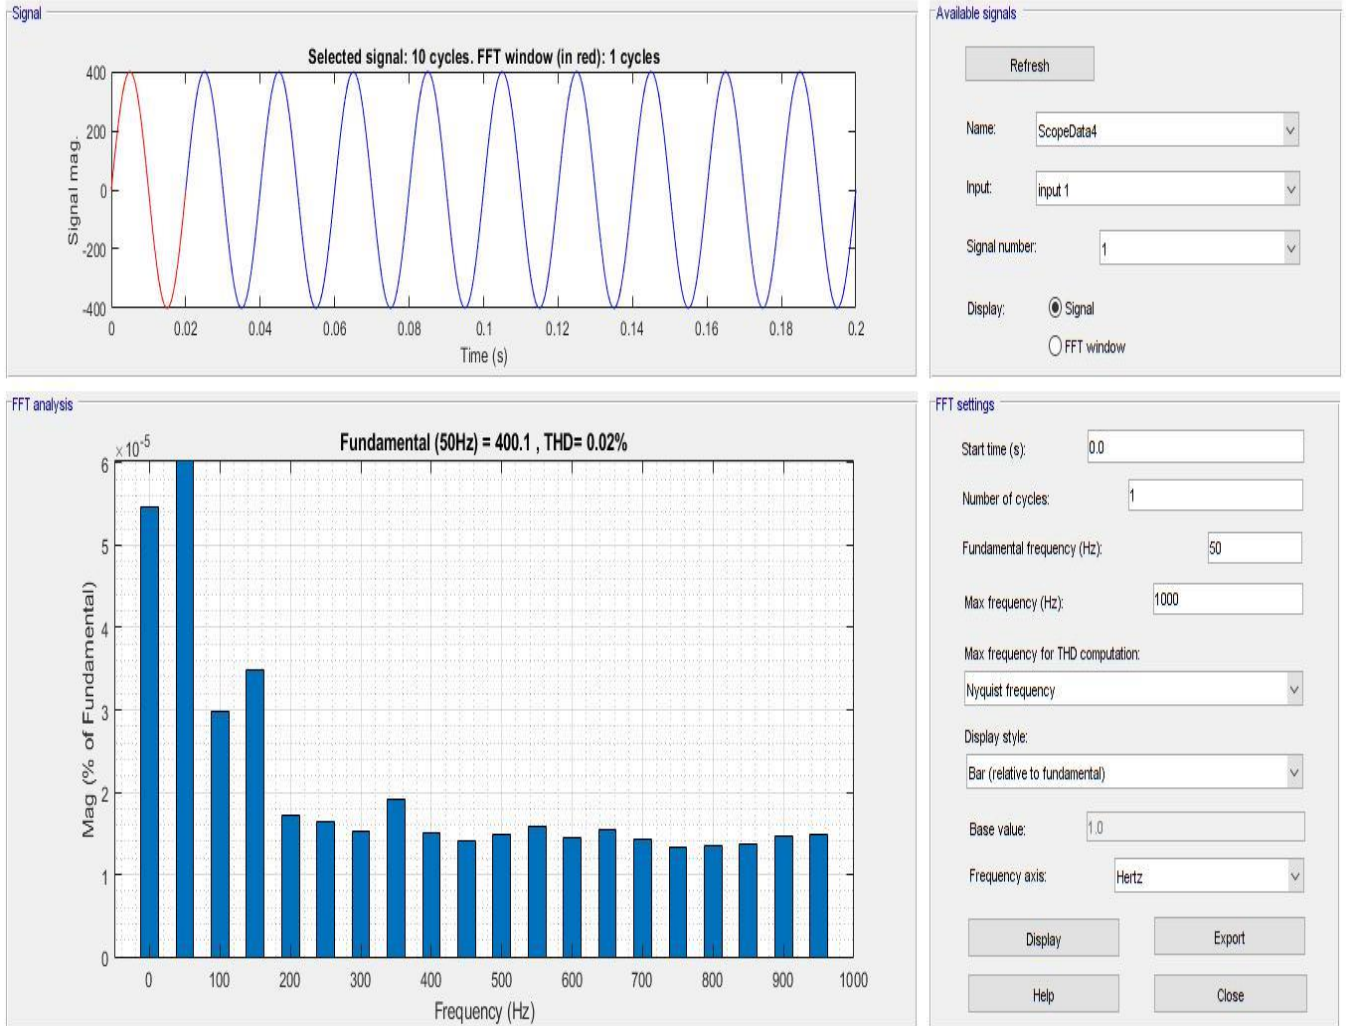 Signal
Selected signal: 10 cycles. FFT window (in red): 1 cycles
400
200
0
-200
-400
Signal mag.
0 0.02 0.04 0.06 0.08 0.1 0.12 0.14 0.16 0.18 0.2
Time (s)
Available signals
Refresh
Name: ScopeData4
Input: input 1
Signal number: 1
Display: Signal
FFT window
FFT analysis
Fundamental (50Hz) = 400.1 , THD= 0.02%
×10-5
6
5
4
3
2
1
0
Mag (% of Fundamental)
0 100 200 300 400 500 600 700 800 900 1000
Frequency (Hz)
FFT settings
Start time (s): 0.0
Number of cycles: 1
Fundamental frequency (Hz): 50
Max frequency (Hz): 1000
Max frequency for THD computation:
Nyquist frequency
Display style:
Bar (relative to fundamental)
Base value: 1.0
Frequency axis: Hertz
Display Export
Help Close